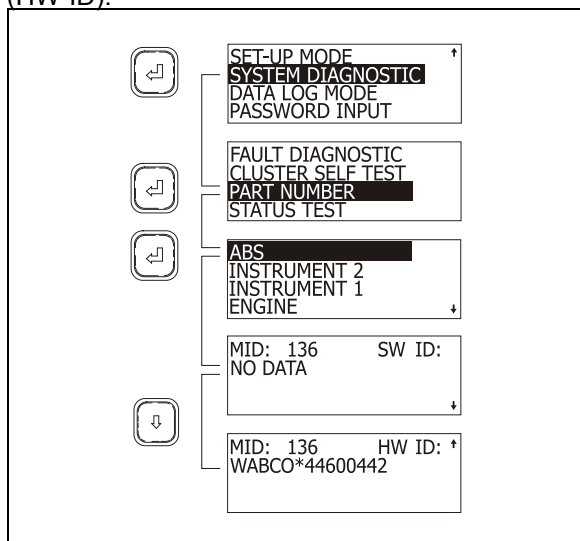 (HW ID).
SET-UP MODE
SYSTEM DIAGNOSTIC
DATA LOG MODE
PASSWORD INPUT
FAULT DIAGNOSTIC
CLUSTER SELF TEST
PART NUMBER
STATUS TEST
ABS
INSTRUMENT 2
INSTRUMENT 1
ENGINE
MID: 136 SW ID:
NO DATA
MID: 136 HW ID:
WABCO*44600442